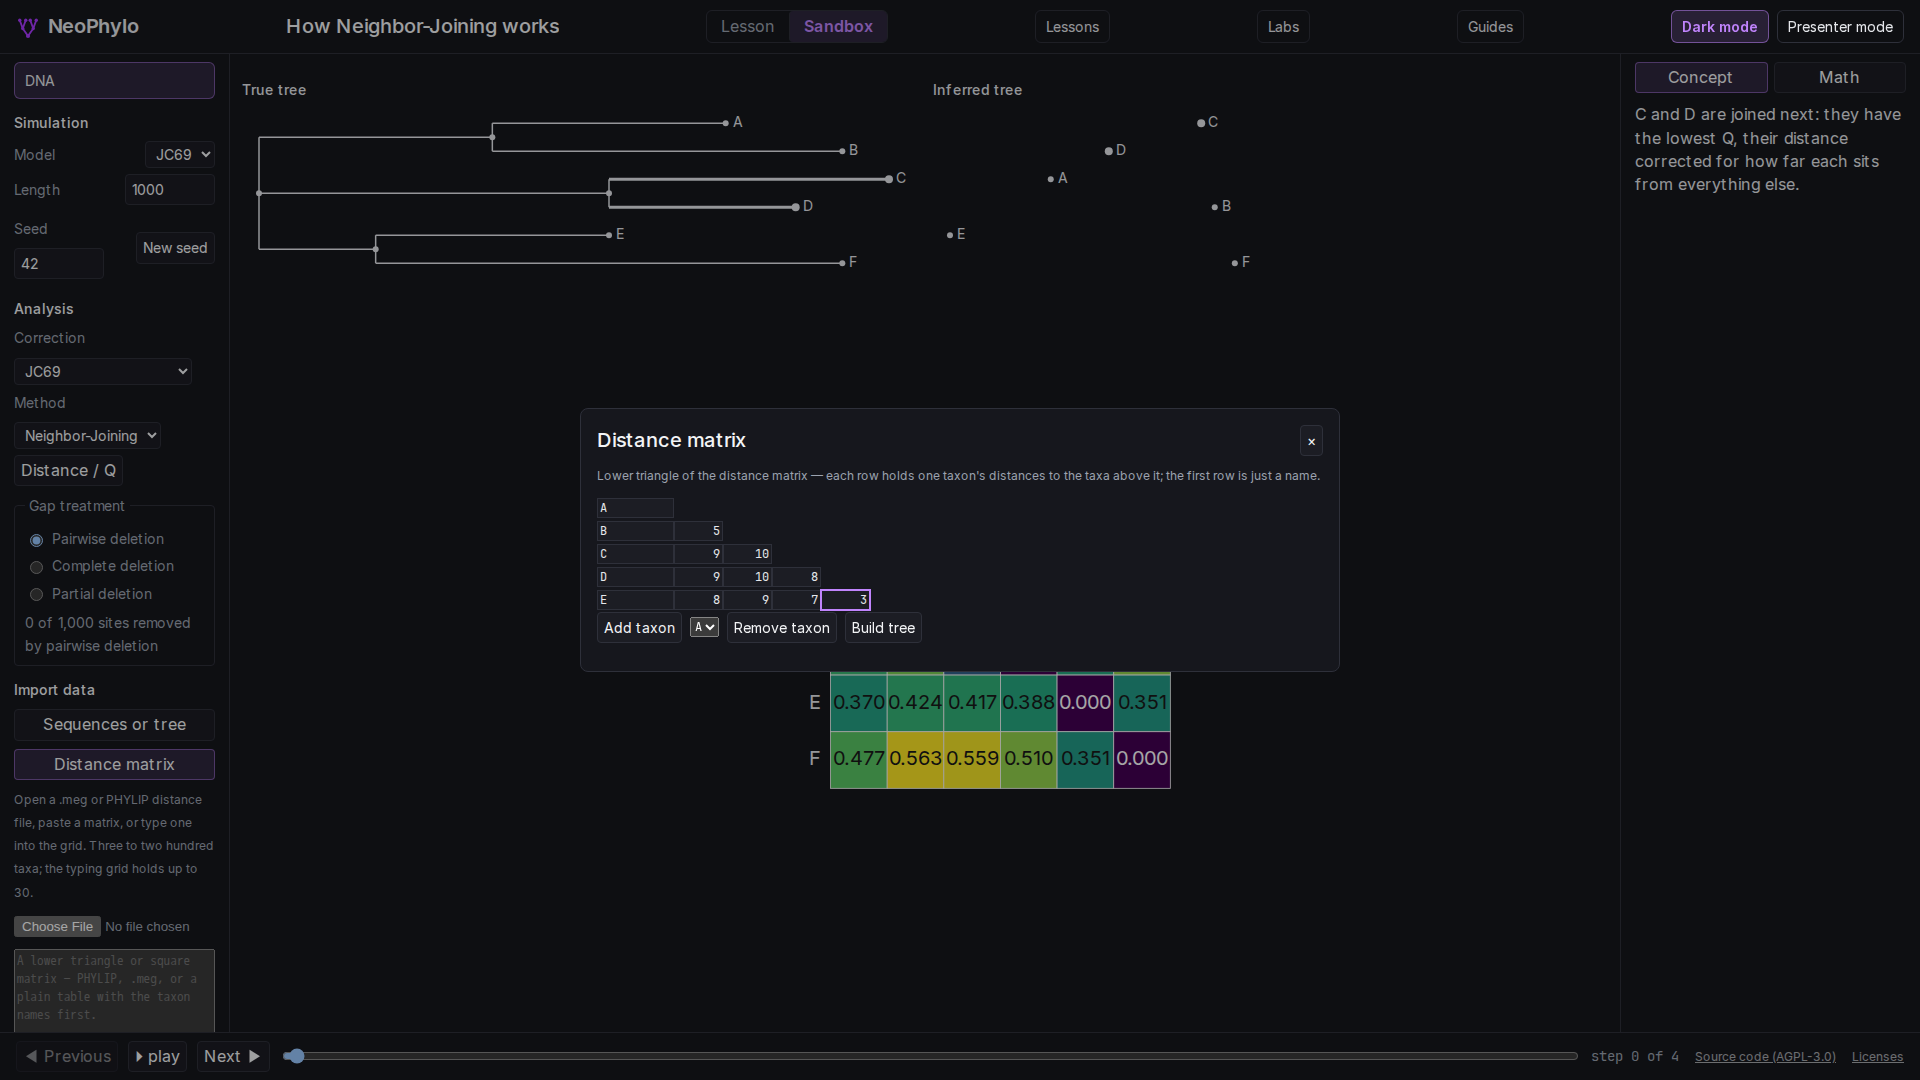 NeoPhylo
How Neighbor-Joining works
Lesson Sandbox
Lessons
Labs
Guides
Dark mode
Presenter mode
DNA
Simulation
Model JC69
Length 1000
Seed
42
New seed
Analysis
Correction
JC69
Method
Neighbor-Joining
Distance / Q
Gap treatment
Pairwise deletion
Complete deletion
Partial deletion
0 of 1,000 sites removed
by pairwise deletion
Import data
Sequences or tree
Distance matrix
Open a .meg or PHYLIP distance
file, paste a matrix, or type one
into the grid. Three to two hundred
taxa; the typing grid holds up to
30.
Choose File No file chosen
A lower triangle or square
matrix — PHYLIP, .meg, or a
plain table with the taxon
names first.
True tree
A
B
C
D
E
F
Inferred tree
C
D
A
B
E
F
Distance matrix
×
Lower triangle of the distance matrix — each row holds one taxon's distances to the taxa above it; the first row is just a name.
A
B 5
C 9 10
D 9 10 8
E 8 9 7 3
Add taxon A Remove taxon Build tree
E 0.370 0.424 0.417 0.388 0.000 0.351
F 0.477 0.563 0.559 0.510 0.351 0.000
Concept Math
C and D are joined next: they have
the lowest Q, their distance
corrected for how far each sits
from everything else.
◀ Previous
play
Next ▶
step 0 of 4
Source code (AGPL-3.0)
Licenses